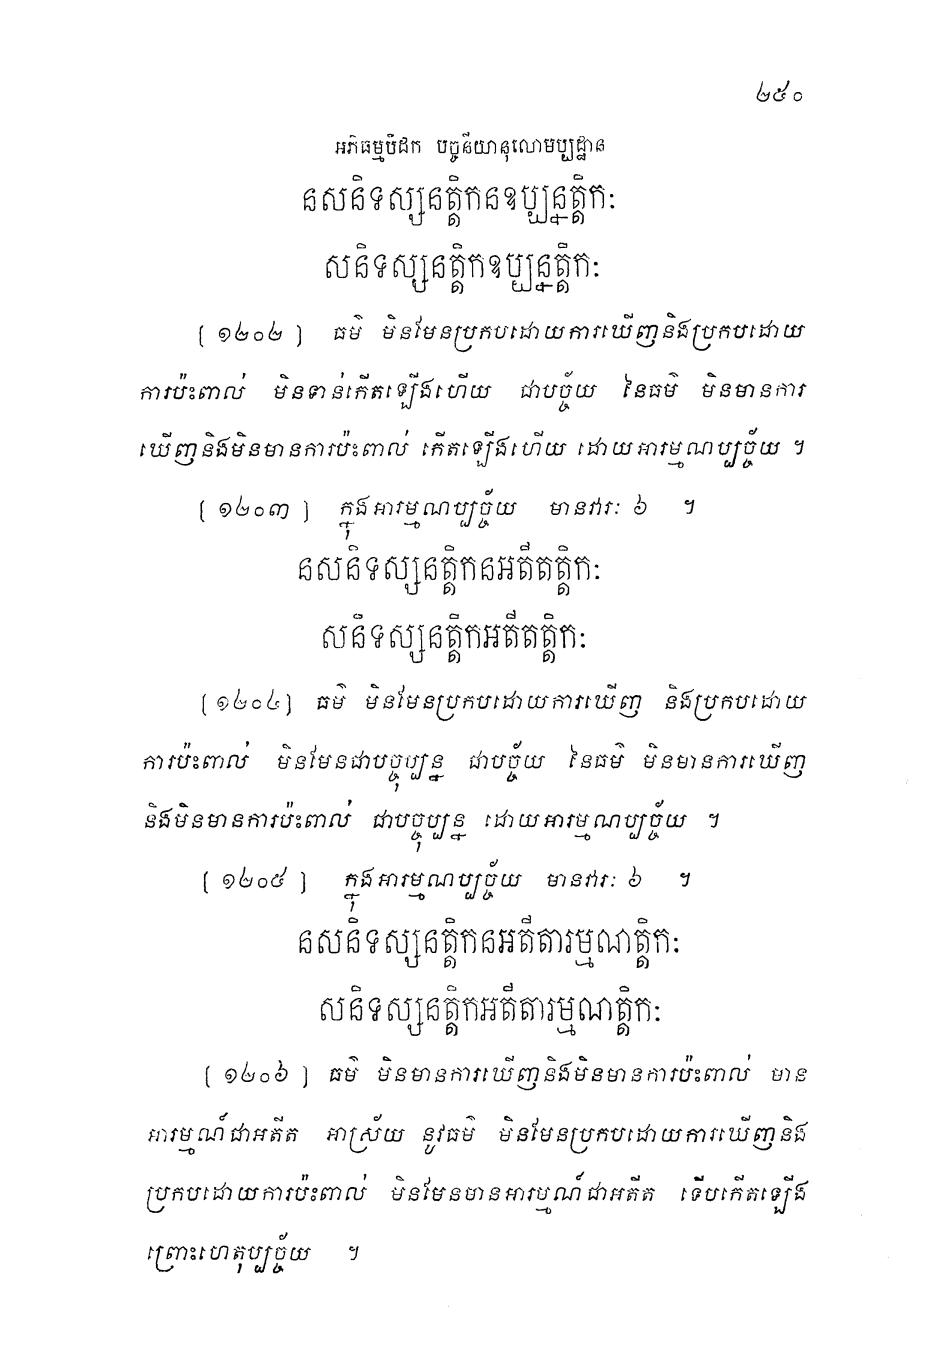 ២៥០
អភិធម្មបិដក បច្ចនីយានុលោមប្បដ្ឋាន
នសនិទស្សនត្តិកនឧប្បន្នត្តិកៈ
សនិទស្សនត្តិកឧប្បន្នត្តិកៈ
[ ១២០២ ] ធម៌ មិនមែនប្រកបដោយការឃើញនិងប្រកបដោយ
ការប៉ះពាល់ មិនទាន់កើតឡើងហើយ ជាបច្ច័យ នៃធម៌ មិនមានការ
ឃើញនិងមិនមានការប៉ះពាល់ កើតឡើងហើយ ដោយអារម្មណប្បច្ច័យ ។
[ ១២០៣ ] ក្នុងអារម្មណប្បច្ច័យ មានវារៈ ៦ ។
នសនិទស្សនត្តិកនអតីតត្តិកៈ
សនិទស្សនត្តិកអតីតត្តិកៈ
[ ១២០៤ ] ធម៌ មិនមែនប្រកបដោយការឃើញ និងប្រកបដោយ
ការប៉ះពាល់ មិនមែនជាបច្ចុប្បន្ន ជាបច្ច័យ នៃធម៌ មិនមានការឃើញ
និងមិនមានការប៉ះពាល់ ជាបច្ចុប្បន្ន ដោយអារម្មណប្បច្ច័យ ។
[ ១២០៥ ] ក្នុងអារម្មណប្បច្ច័យ មានវារៈ ៦ ។
នសនិទស្សនត្តិកនអតីតារម្មណត្តិកៈ
សនិទស្សនត្តិកអតីតារម្មណត្តិកៈ
[ ១២០៦ ] ធម៌ មិនមានការឃើញនិងមិនមានការប៉ះពាល់ មាន
អារម្មណ៍ជាអតីត អាស្រ័យ នូវធម៌ មិនមែនប្រកបដោយការឃើញនិង
ប្រកបដោយការប៉ះពាល់ មិនមែនមានអារម្មណ៍ជាអតីត ទើបកើតឡើង
ព្រោះហេតុប្បច្ច័យ ។